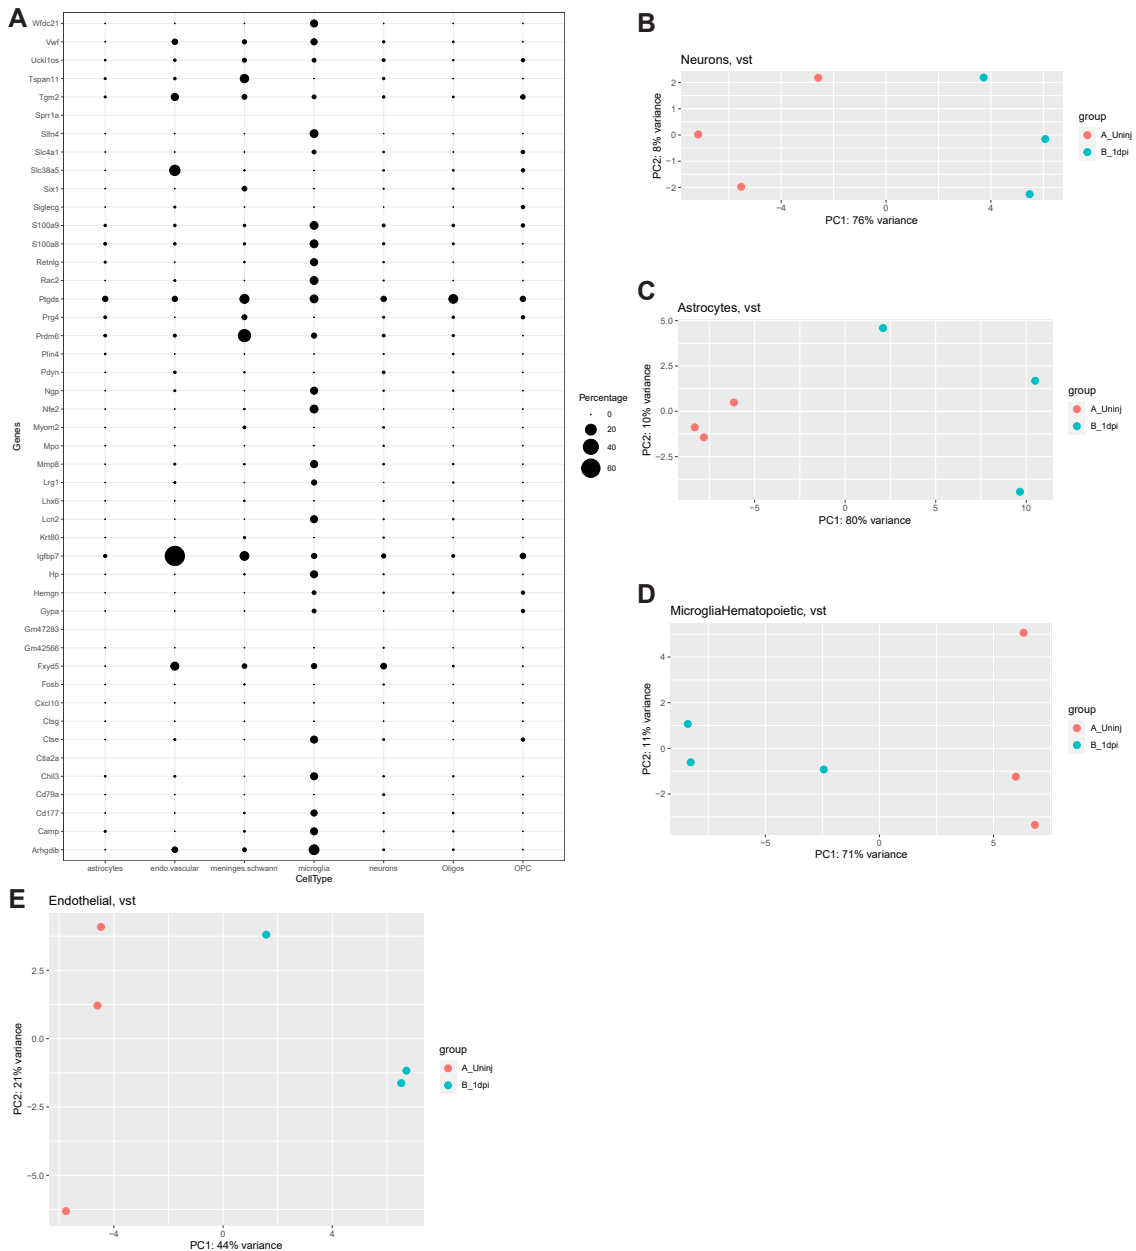 A
Genes
Wfdc21
Vwf
Uckl1os
Tspan11
Tgm2
Sprr1a
Slfn4
Slc4a1
Slc38a5
Six1
Siglecg
S100a9
S100a8
Retnlg
Rac2
Ptgds
Prg4
Prdm6
Plin4
Pdyn
Ngp
Nfe2
Myom2
Mpo
Mmp8
Lrg1
Lhx6
Lcn2
Krt80
Igfbp7
Hp
Hemgn
Gypa
Gm47283
Gm42566
Fxyd5
Fosb
Cxcl10
Ctsg
Ctse
Ctla2a
Chil3
Cd79a
Cd177
Camp
Arhgdib
astrocytes endo.vascular meninges.schwann microglia neurons Oligos OPC
CellType
Percentage
0
20
40
60
B
Neurons, vst
PC2: 8% variance
2
1
0
−1
−2
−4 0 4
PC1: 76% variance
group
A_Uninj
B_1dpi
C
Astrocytes, vst
PC2: 10% variance
5.0
2.5
0.0
−2.5
−5 0 5 10
PC1: 80% variance
group
A_Uninj
B_1dpi
D
MicrogliaHematopoietic, vst
PC2: 11% variance
4
2
0
−2
−5 0 5
PC1: 71% variance
group
A_Uninj
B_1dpi
E
Endothelial, vst
PC2: 21% variance
2.5
0.0
−2.5
−5.0
−4 0 4
PC1: 44% variance
group
A_Uninj
B_1dpi